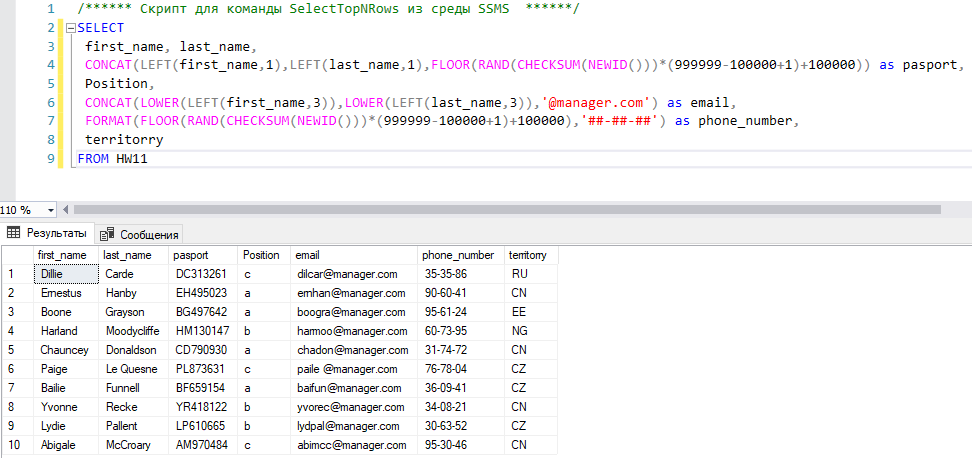 1 /****** Скрипт для команды SelectTopNRows из среды SSMS  ******/
2 SELECT
3 first_name, last_name,
4 CONCAT(LEFT(first_name,1),LEFT(last_name,1),FLOOR(RAND(CHECKSUM(NEWID()))*(999999-100000+1)+100000)) as pasport,
5 Position,
6 CONCAT(LOWER(LEFT(first_name,3)),LOWER(LEFT(last_name,3)),'@manager.com') as email,
7 FORMAT(FLOOR(RAND(CHECKSUM(NEWID()))*(999999-100000+1)+100000),'##-##-##') as phone_number,
8 territorry
9 FROM HW11
110 %
Результаты Сообщения
first_name last_name pasport Position email phone_number territorry
1 Dillie Carde DC313261 c dilcar@manager.com 35-35-86 RU
2 Ernestus Hanby EH495023 a ernhan@manager.com 90-60-41 CN
3 Boone Grayson BG497642 a boogra@manager.com 95-61-24 EE
4 Harland Moodycliffe HM130147 b harmoo@manager.com 60-73-95 NG
5 Chauncey Donaldson CD790930 a chadon@manager.com 31-74-72 CN
6 Paige Le Quesne PL873631 c paile @manager.com 76-78-04 CZ
7 Bailie Funnell BF659154 a baifun@manager.com 36-09-41 CZ
8 Yvonne Recke YR418122 b yvorec@manager.com 34-08-21 CN
9 Lydie Pallent LP610665 b lydpal@manager.com 30-63-52 CZ
10 Abigale McCroary AM970484 c abimcc@manager.com 95-30-46 CN